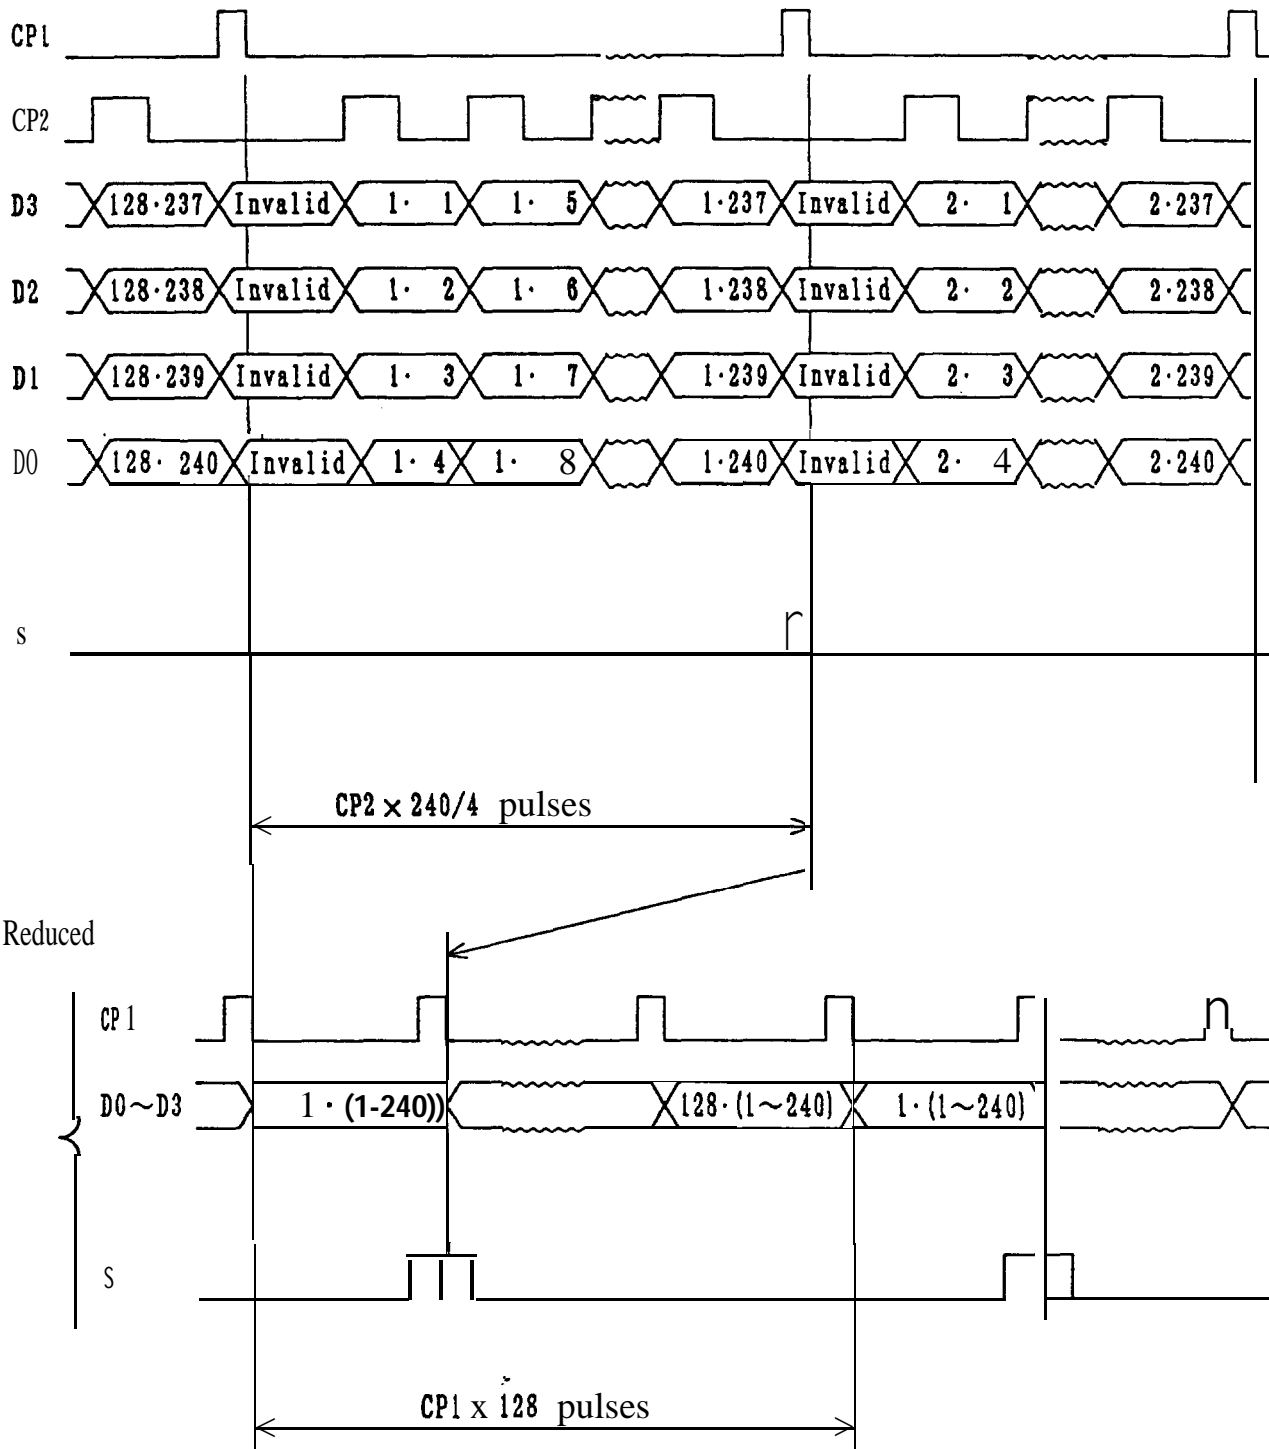 CP1
CP2
D3 128·237 Invalid 1· 1 1· 5 1·237 Invalid 2· 1 2·237
D2 128·238 Invalid 1· 2 1· 6 1·238 Invalid 2· 2 2·238
D1 128·239 Invalid 1· 3 1· 7 1·239 Invalid 2· 3 2·239
D0 128· 240 Invalid 1· 4 1· 8 1·240 Invalid 2· 4 2·240
s
CP2 × 240/4 pulses
Reduced
CP 1
D0~D3 1 · (1-240)) 128·(1~240) 1·(1~240)
S
CP1 x 128 pulses